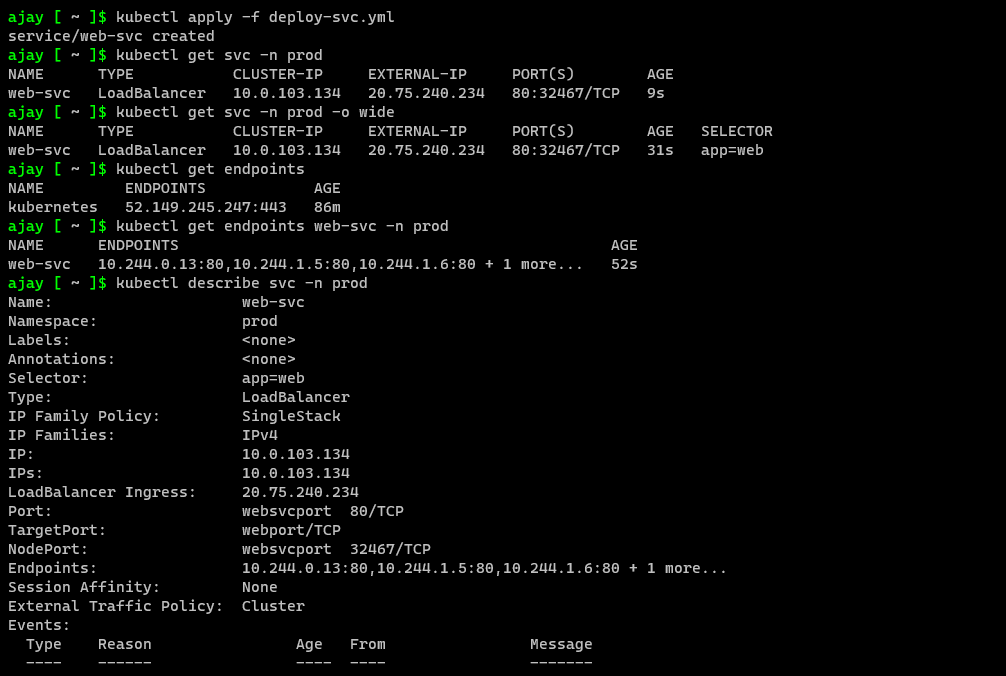 ajay [ ~ ]$ kubectl apply -f deploy-svc.yml
service/web-svc created
ajay [ ~ ]$ kubectl get svc -n prod
NAME      TYPE           CLUSTER-IP     EXTERNAL-IP     PORT(S)        AGE
web-svc   LoadBalancer   10.0.103.134   20.75.240.234   80:32467/TCP   9s
ajay [ ~ ]$ kubectl get svc -n prod -o wide
NAME      TYPE           CLUSTER-IP     EXTERNAL-IP     PORT(S)        AGE   SELECTOR
web-svc   LoadBalancer   10.0.103.134   20.75.240.234   80:32467/TCP   31s   app=web
ajay [ ~ ]$ kubectl get endpoints
NAME         ENDPOINTS            AGE
kubernetes   52.149.245.247:443   86m
ajay [ ~ ]$ kubectl get endpoints web-svc -n prod
NAME      ENDPOINTS                                                AGE
web-svc   10.244.0.13:80,10.244.1.5:80,10.244.1.6:80 + 1 more...   52s
ajay [ ~ ]$ kubectl describe svc -n prod
Name:                     web-svc
Namespace:                prod
Labels:                   <none>
Annotations:              <none>
Selector:                 app=web
Type:                     LoadBalancer
IP Family Policy:         SingleStack
IP Families:              IPv4
IP:                       10.0.103.134
IPs:                      10.0.103.134
LoadBalancer Ingress:     20.75.240.234
Port:                     websvcport  80/TCP
TargetPort:               webport/TCP
NodePort:                 websvcport  32467/TCP
Endpoints:                10.244.0.13:80,10.244.1.5:80,10.244.1.6:80 + 1 more...
Session Affinity:         None
External Traffic Policy:  Cluster
Events:
  Type    Reason                Age   From                Message
  ----    ------                ----  ----                -------